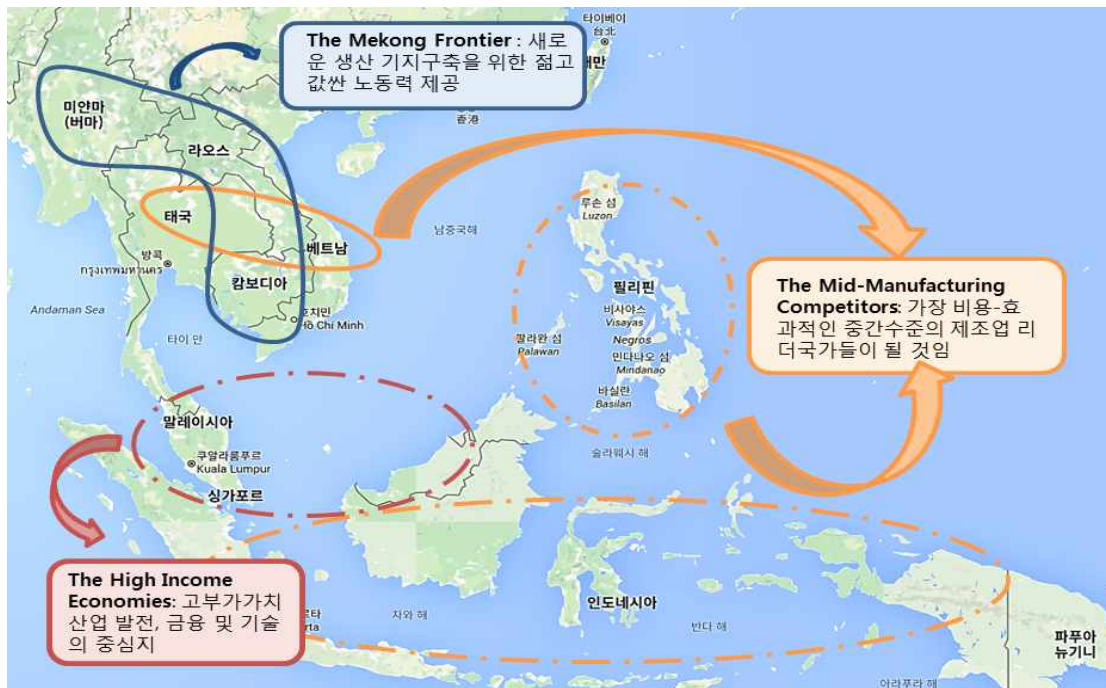 타이베이
台北
The Mekong Frontier : 새로
운 생산 기지구축을 위한 젊고
값싼 노동력 제공
香港
미얀마
(버마)
라오스
태국
방콕
กรุงเทพมหานคร
베트남
캄보디아
Ho Chi Minh
Andaman Sea
타이 만
남중국해
루손 섬
Luzon
필리핀
비사야스
Visayas
Negros
팔라완 섬
Palawan
민다나오 섬
Mindanao
바실란
Basilan
The Mid-Manufacturing
Competitors: 가장 비용-효
과적인 중간수준의 제조업 리
더국가들이 될 것임
말레이시아
쿠알라룸푸르
Kuala Lumpur
싱가포르
술라웨시 해
The High Income
Economies: 고부가가치
산업 발전, 금융 및 기술
의 중심지
자와 해
인도네시아
반다 해
파푸아
뉴기니
아라푸라 해